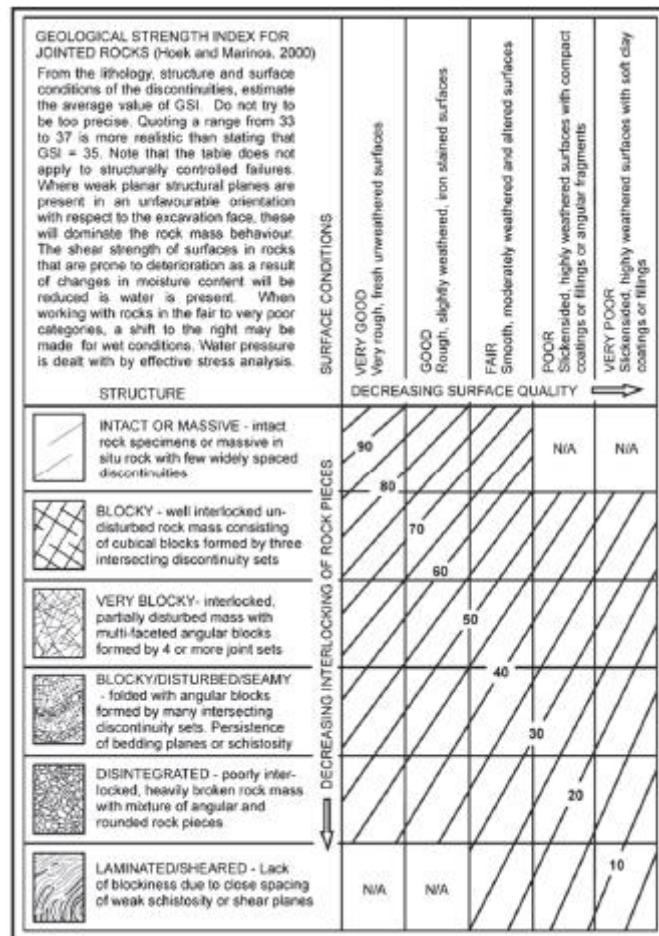 GEOLOGICAL STRENGTH INDEX FOR
JOINTED ROCKS (Hoek and Marinos, 2000)
From the lithology, structure and surface
conditions of the discontinuities, estimate
the average value of GSI. Do not try to
be too precise. Quoting a range from 33
to 37 is more realistic than stating that
GSI = 35. Note that the table does not
apply to structurally controlled failures.
Where weak planar structural planes are
present in an unfavourable orientation
with respect to the excavation face, these
will dominate the rock mass behaviour.
The shear strength of surfaces in rocks
that are prone to deterioration as a result
of changes in moisture content will be
reduced is water is present. When
working with rocks in the fair to very poor
categories, a shift to the right may be
made for wet conditions. Water pressure
is dealt with by effective stress analysis.
STRUCTURE
SURFACE CONDITIONS
VERY GOOD
Very rough, fresh unweathered surfaces
GOOD
Rough, slightly weathered, iron stained surfaces
FAIR
Smooth, moderately weathered and altered surfaces
POOR
Slickensided, highly weathered surfaces with compact
coatings or fillings or angular fragments
VERY POOR
Slickensided, highly weathered surfaces with soft clay
coatings or fillings
DECREASING SURFACE QUALITY
INTACT OR MASSIVE - intact
rock specimens or massive in
situ rock with few widely spaced
discontinuities
BLOCKY - well interlocked un-
disturbed rock mass consisting
of cubical blocks formed by three
intersecting discontinuity sets
VERY BLOCKY- interlocked,
partially disturbed mass with
multi-faceted angular blocks
formed by 4 or more joint sets
BLOCKY/DISTURBED/SEAMY
- folded with angular blocks
formed by many intersecting
discontinuity sets. Persistence
of bedding planes or schistosity
DISINTEGRATED - poorly inter-
locked, heavily broken rock mass
with mixture of angular and
rounded rock pieces
LAMINATED/SHEARED - Lack
of blockiness due to close spacing
of weak schistosity or shear planes
DECREASING INTERLOCKING OF ROCK PIECES
90
N/A
N/A
80
70
60
50
40
30
20
N/A
N/A
10